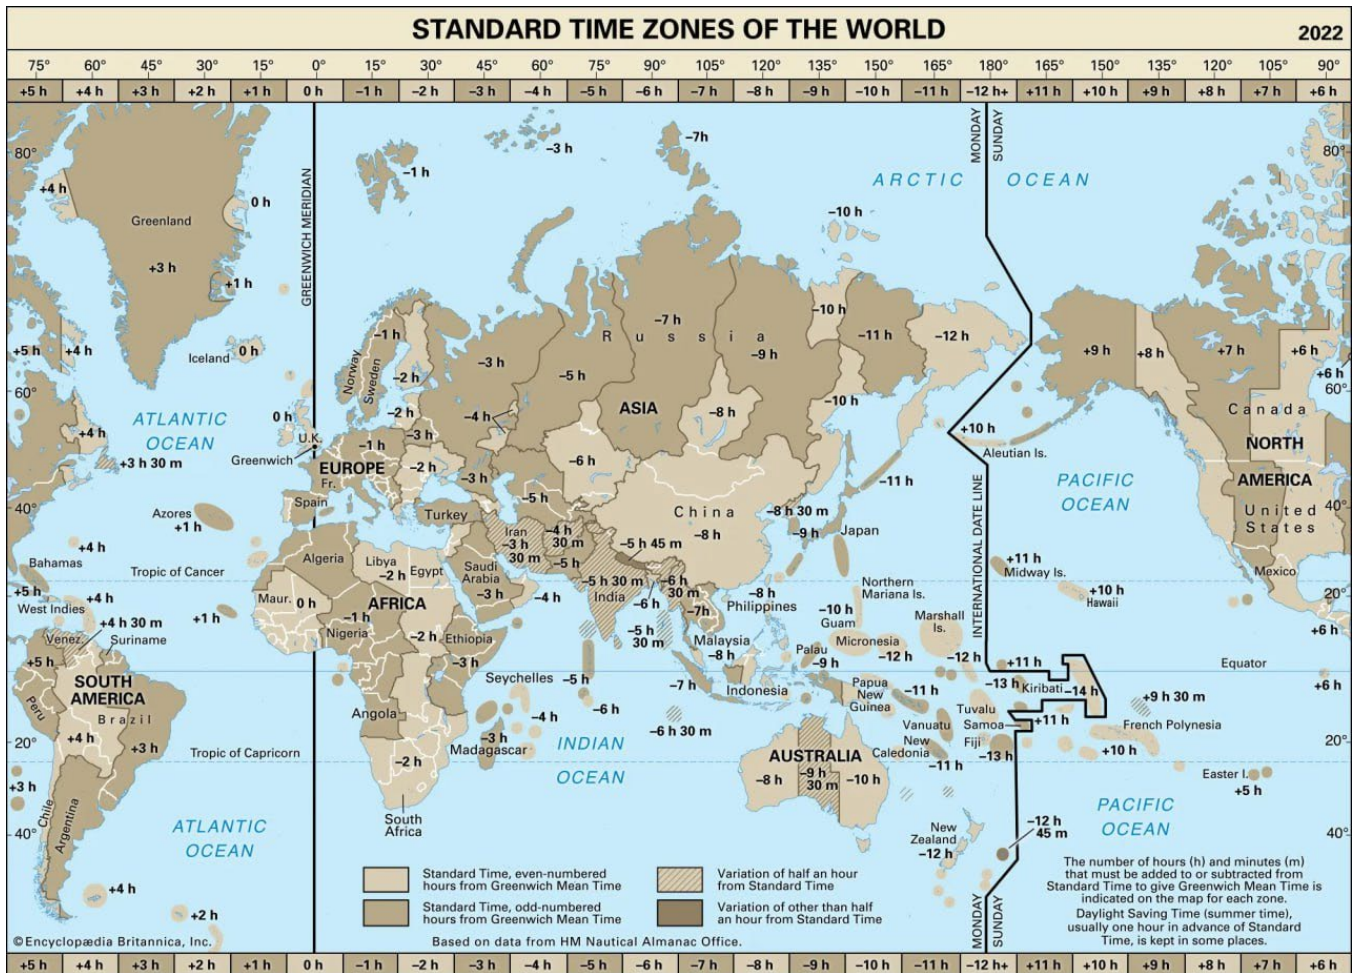 STANDARD TIME ZONES OF THE WORLD
2022
75° 60° 45° 30° 15° 0° 15° 30° 45° 60° 75° 90° 105° 120° 135° 150° 165° 180° 165° 150° 135° 120° 105° 90°
+5 h +4 h +3 h +2 h +1 h 0 h −1 h −2 h −3 h −4 h −5 h −6 h −7 h −8 h −9 h −10 h −11 h −12 h+ +11 h +10 h +9 h +8 h +7 h +6 h
MONDAY
SUNDAY
−7h
−3 h
80°
80°
−1 h
ARCTIC OCEAN
+4 h
0 h
GREENWICH MERIDIAN
−10 h
Greenland
+3 h
+1 h
−10 h
−7 h
Russia
−1 h
−11 h
−12 h
−9 h
+9 h
+8 h
+7 h
+6 h
+5 h
+4 h
Iceland
0 h
Norway
Sweden
−3 h
−5 h
+6 h
60°
−2 h
60°
ASIA
−8 h
−10 h
ATLANTIC
OCEAN
0 h
−2 h
−4 h
Canada
+4 h
U.K.
−3 h
+10 h
NORTH
Greenwich
−1 h
Aleutian Is.
+3 h 30 m
EUROPE
−2 h
−6 h
Fr.
−3 h
−11 h
PACIFIC
OCEAN
AMERICA
Spain
−5 h
INTERNATIONAL DATE LINE
40°
Azores
+1 h
Turkey
China
−8 h
−8 h 30 m
Japan
−9 h
United
States
40°
+4 h
Algeria
Libya
−2 h
Egypt
Iran
−3 h
30 m
−4 h
30 m
−5 h
−5 h 45 m
+11 h
Midway Is.
Bahamas
Tropic of Cancer
Saudi
Arabia
−3 h
−5 h 30 m
India
−6 h
30 m
Northern
Mariana Is.
Mexico
+5 h
+4 h
West Indies
Maur.
0 h
AFRICA
−4 h
−6 h
−8 h
Philippines
+10 h
Hawaii
20°
+1 h
−1 h
−7h
−10 h
Guam
Marshall
Is.
+4 h 30 m
Venez.
Suriname
Nigeria
−2 h
Ethiopia
−5 h
30 m
Malaysia
−8 h
Micronesia
−12 h
+6 h
+5 h
−3 h
Palau
−9 h
−12 h
+11 h
Equator
SOUTH
AMERICA
Seychelles
−5 h
−7 h
Indonesia
Papua
New
Guinea
−11 h
−13 h
Kiribati
−14 h
+9 h 30 m
+6 h
Peru
Brazil
Angola
−4 h
−6 h
−6 h 30 m
Tuvalu
Samoa
+11 h
French Polynesia
20°
+4 h
+3 h
Tropic of Capricorn
−3 h
Madagascar
INDIAN
OCEAN
Vanuatu
New
Caledonia
−11 h
Fiji
−13 h
+10 h
20°
−2 h
AUSTRALIA
−8 h
−9 h
30 m
−10 h
Easter I.
+5 h
+3 h
Chile
Argentina
South
Africa
−12 h
45 m
PACIFIC
OCEAN
40°
ATLANTIC
OCEAN
New
Zealand
−12 h
40°
+4 h
+2 h
Standard Time, even-numbered
hours from Greenwich Mean Time
Standard Time, odd-numbered
hours from Greenwich Mean Time
Variation of half an hour
from Standard Time
Variation of other than half
an hour from Standard Time
The number of hours (h) and minutes (m)
that must be added to or subtracted from
Standard Time to give Greenwich Mean Time is
indicated on the map for each zone.
Daylight Saving Time (summer time),
usually one hour in advance of Standard
Time, is kept in some places.
MONDAY
SUNDAY
©Encyclopædia Britannica, Inc.
Based on data from HM Nautical Almanac Office.
+5 h +4 h +3 h +2 h +1 h 0 h −1 h −2 h −3 h −4 h −5 h −6 h −7 h −8 h −9 h −10 h −11 h −12 h+ +11 h +10 h +9 h +8 h +7 h +6 h